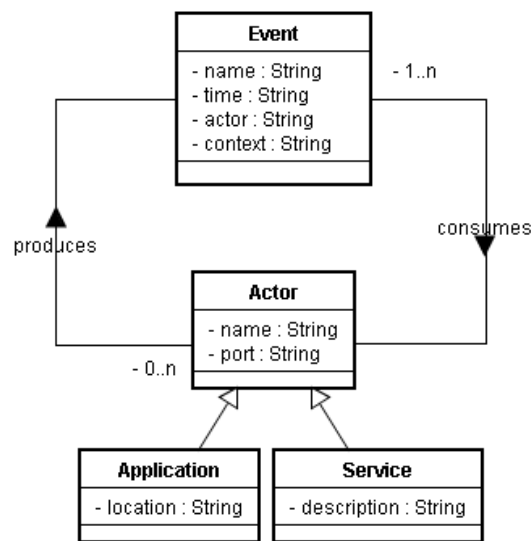 Event
- name : String
- 1..n
- time : String
- actor : String
- context : String
produces
consumes
Actor
- name : String
- port : String
- 0..n
Application
- location : String
Service
- description : String